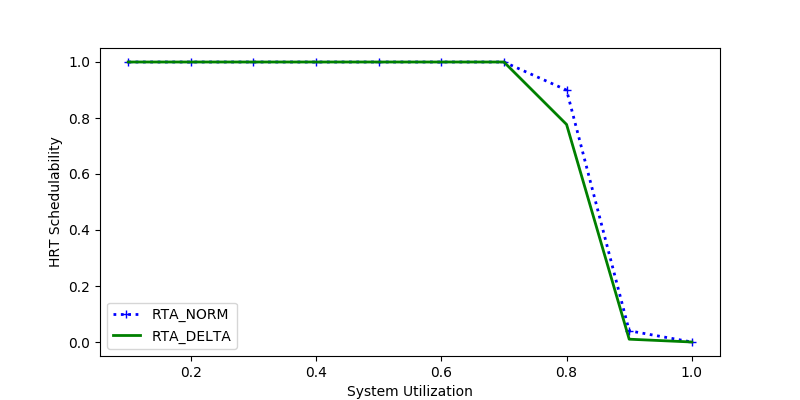 1.0
0.8
0.6
0.4
0.2
0.0
HRT Schedulability
RTA_NORM
RTA_DELTA
0.2 0.4 0.6 0.8 1.0
System Utilization